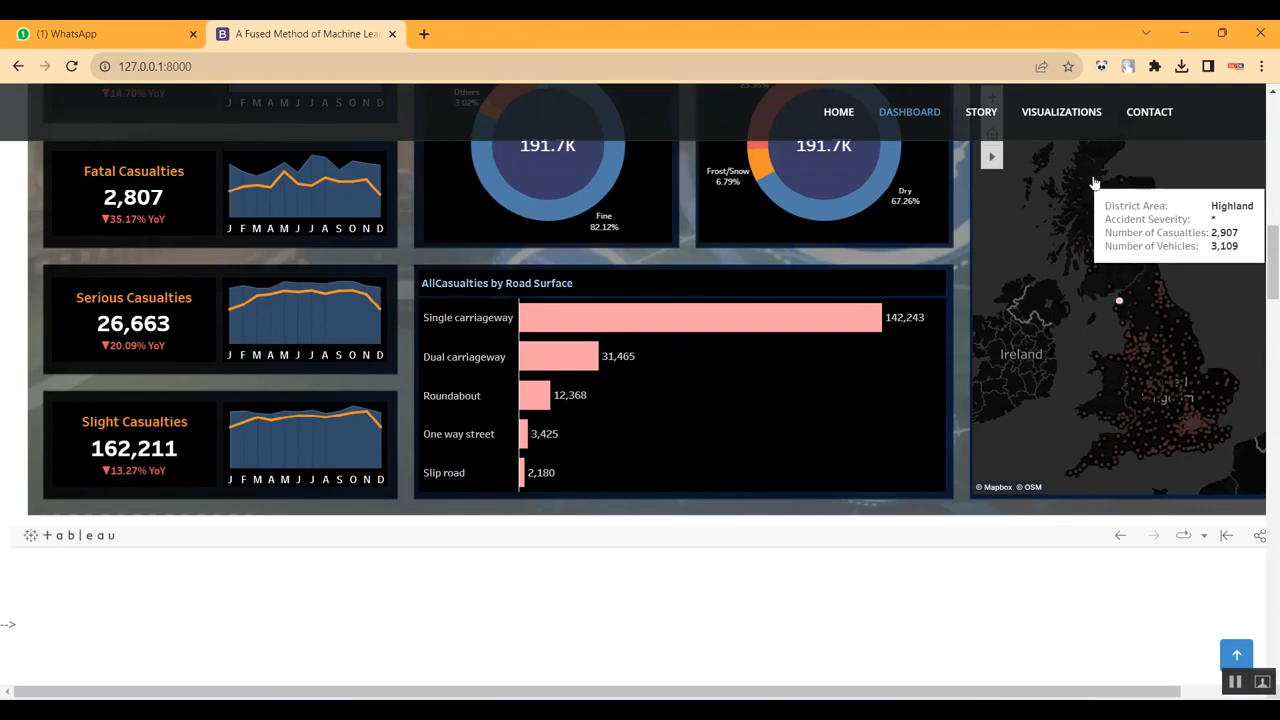 (1) WhatsApp
A Fused Method of Machine Lea
127.0.0.1:8000
HOME
DASHBOARD
STORY
VISUALIZATIONS
CONTACT
▼14.70% YoY
J F M A M J J A S O N D
Others
3.02%
191.7K
Fine
82.12%
23.95%
191.7K
Frost/Snow
6.79%
Dry
67.26%
Fatal Casualties
2,807
▼35.17% YoY
J F M A M J J A S O N D
Serious Casualties
26,663
▼20.09% YoY
J F M A M J J A S O N D
Slight Casualties
162,211
▼13.27% YoY
J F M A M J J A S O N D
AllCasualties by Road Surface
Single carriageway 142,243
Dual carriageway 31,465
Roundabout 12,368
One way street 3,425
Slip road 2,180
District Area: Highland
Accident Severity: *
Number of Casualties: 2,907
Number of Vehicles: 3,109
Ireland
© Mapbox © OSM
+ a b | e a u
-->